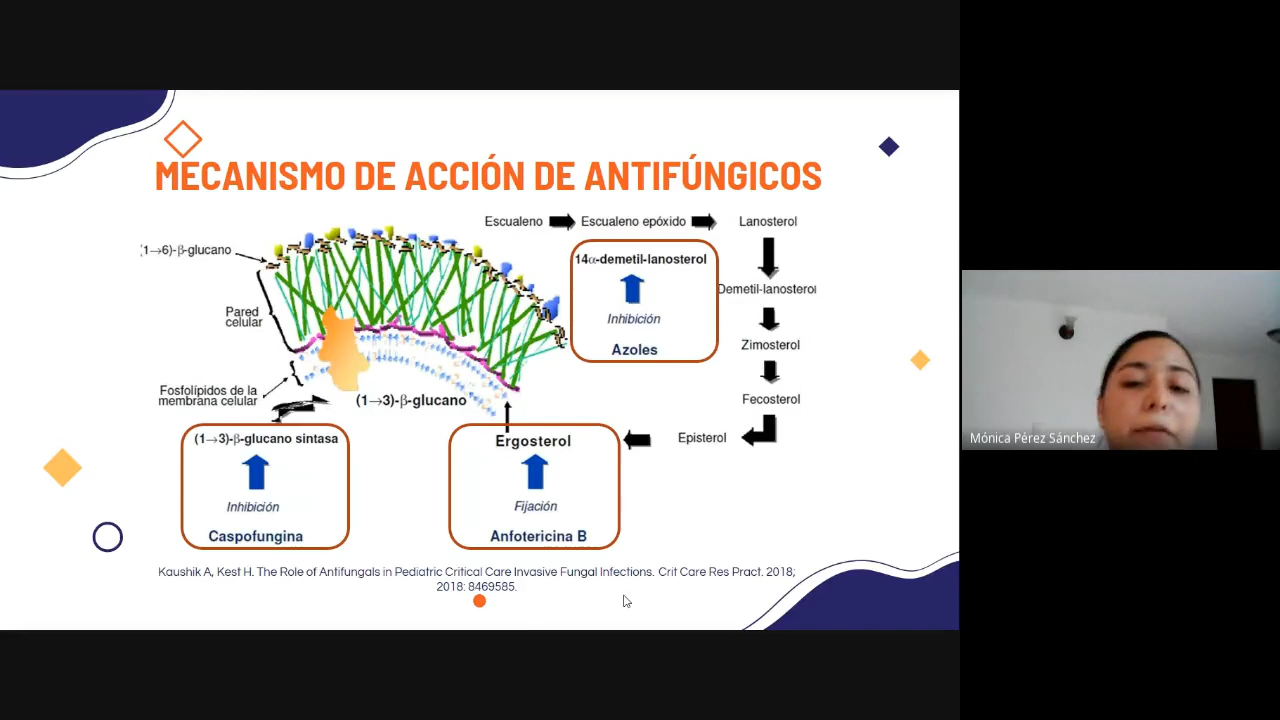 MECANISMO DE ACCIÓN DE ANTIFÚNGICOS
Escualeno Escualeno epóxido Lanosterol
(1→6)-β-glucano
14α-demetil-lanosterol
Inhibición
Azoles
Demetil-lanosterol
Zimosterol
Fecosterol
Episterol
Pared
celular
Fosfolípidos de la
membrana celular
(1→3)-β-glucano
(1→3)-β-glucano sintasa
Inhibición
Caspofungina
Ergosterol
Fijación
Anfotericina B
Kaushik A, Kest H. The Role of Antifungals in Pediatric Critical Care Invasive Fungal Infections. Crit Care Res Pract. 2018;
2018: 8469585.
Mónica Pérez Sánchez